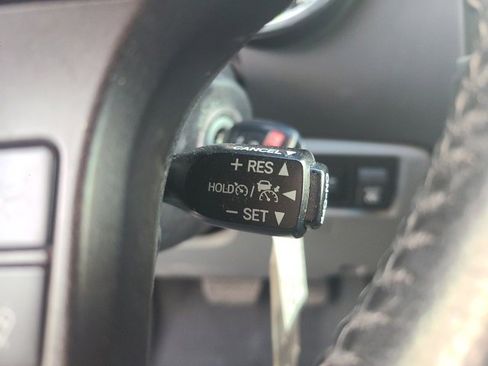 CANCEL
+ RES
HOLD /
− SET